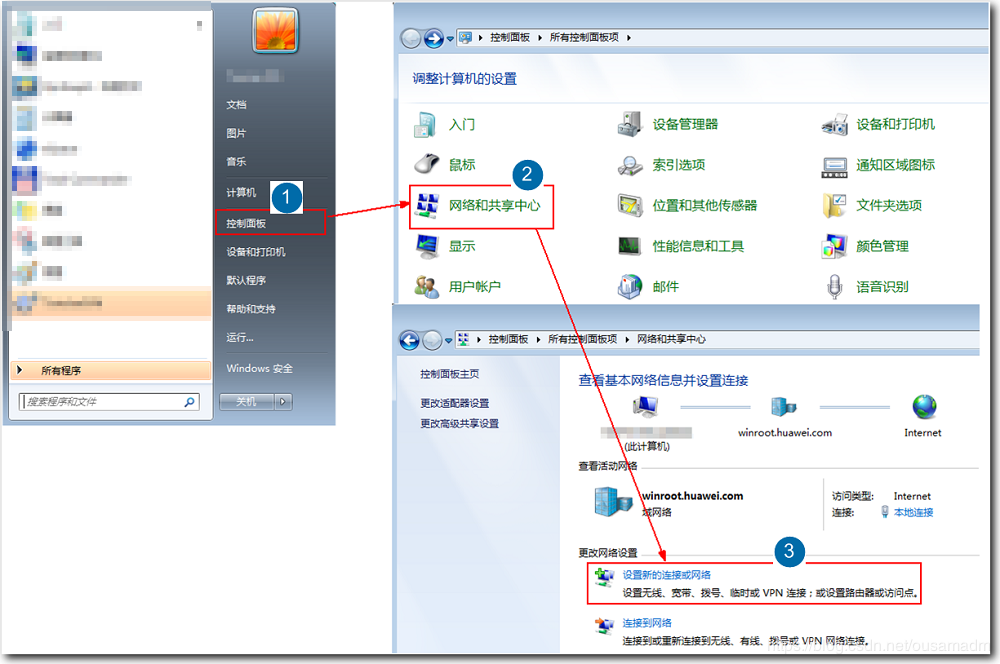 文档
图片
音乐
计算机
1
控制面板
设备和打印机
默认程序
帮助和支持
运行...
Windows 安全
所有程序
搜索程序和文件
关机
控制面板 所有控制面板项
调整计算机的设置
入门 设备管理器 设备和打印机
鼠标 索引选项 通知区域图标
2
网络和共享中心 位置和其他传感器 文件夹选项
显示 性能信息和工具 颜色管理
用户帐户 邮件 语音识别
控制面板 所有控制面板项 网络和共享中心
控制面板主页
更改适配器设置
更改高级共享设置
查看基本网络信息并设置连接
(此计算机)
winroot.huawei.com
Internet
查看活动网络
winroot.huawei.com
域网络
访问类型: Internet
连接: 本地连接
更改网络设置
3
设置新的连接或网络
设置无线、宽带、拨号、临时或 VPN 连接；或设置路由器或访问点。
连接到网络
连接到或重新连接到无线、有线、拨号或 VPN 网络连接。
https://blog.csdn.net/ousamadm